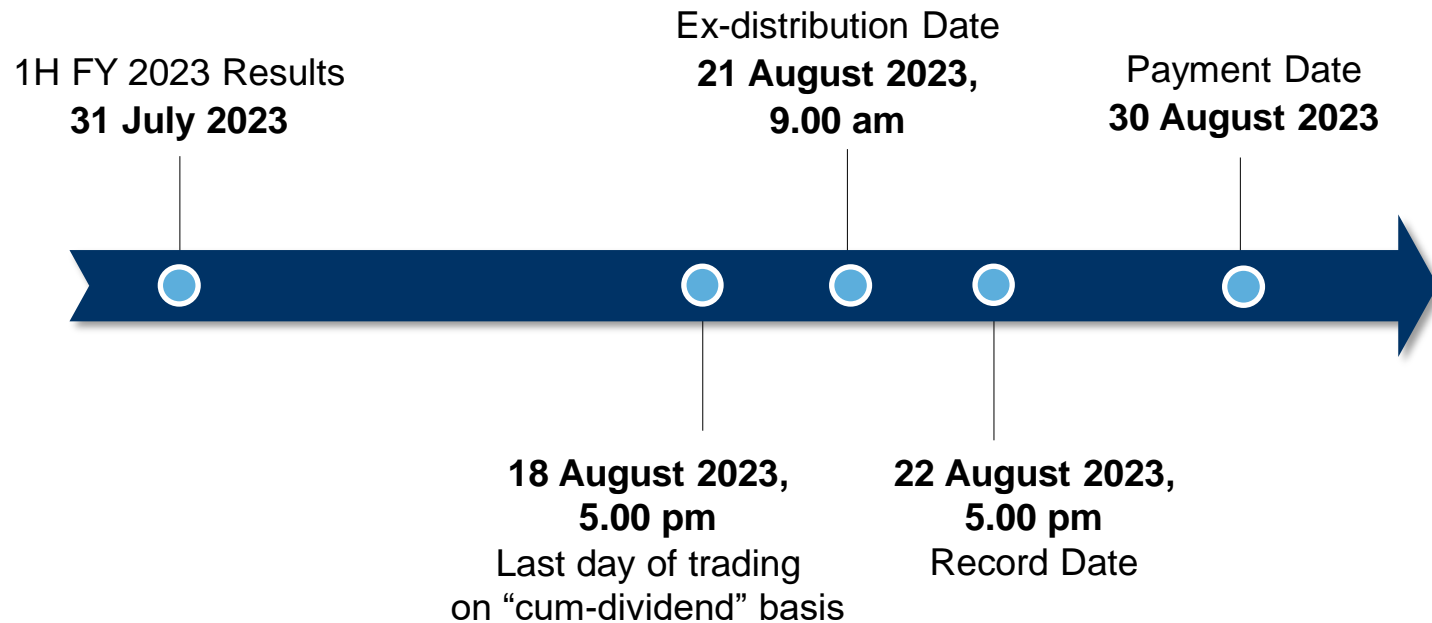 1H FY 2023 Results
31 July 2023
Ex-distribution Date
21 August 2023,
9.00 am
Payment Date
30 August 2023
18 August 2023,
5.00 pm
Last day of trading
on “cum-dividend” basis
22 August 2023,
5.00 pm
Record Date